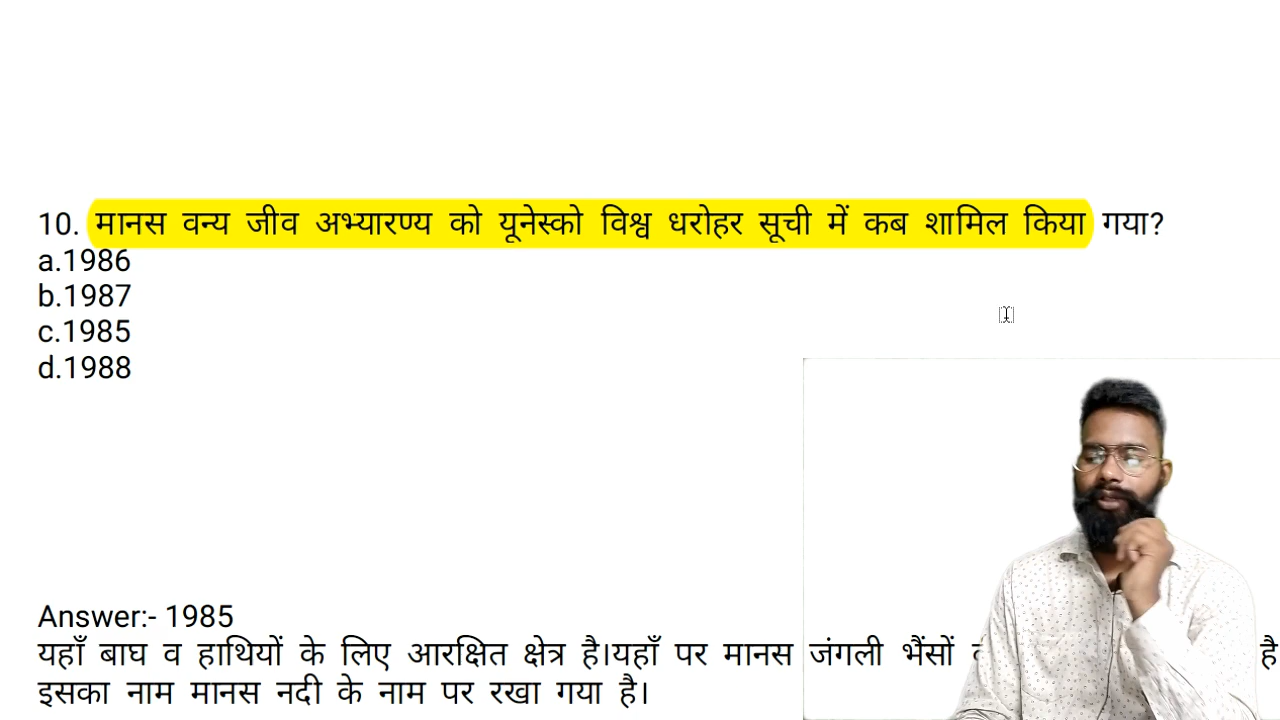 10. मानस वन्य जीव अभ्यारण्य को यूनेस्को विश्व धरोहर सूची में कब शामिल किया गया?
a.1986
b.1987
c.1985
d.1988
Answer:- 1985
यहाँ बाघ व हाथियों के लिए आरक्षित क्षेत्र है।यहाँ पर मानस जंगली भैंसों है
इसका नाम मानस नदी के नाम पर रखा गया है।